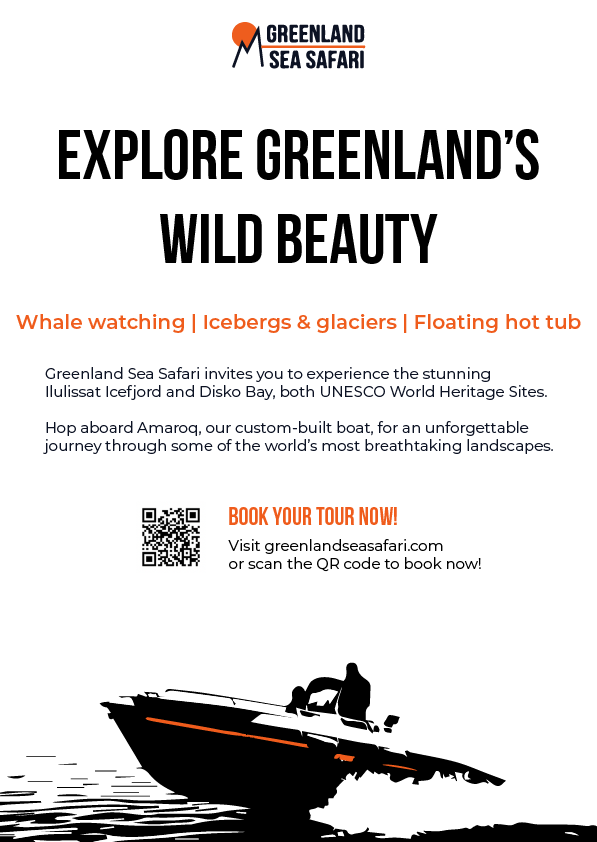 GREENLAND
SEA SAFARI
EXPLORE GREENLAND’S
WILD BEAUTY
Whale watching | Icebergs & glaciers | Floating hot tub
Greenland Sea Safari invites you to experience the stunning
Ilulissat Icefjord and Disko Bay, both UNESCO World Heritage Sites.
Hop aboard Amaroq, our custom-built boat, for an unforgettable
journey through some of the world’s most breathtaking landscapes.
BOOK YOUR TOUR NOW!
Visit greenlandseasafari.com
or scan the QR code to book now!